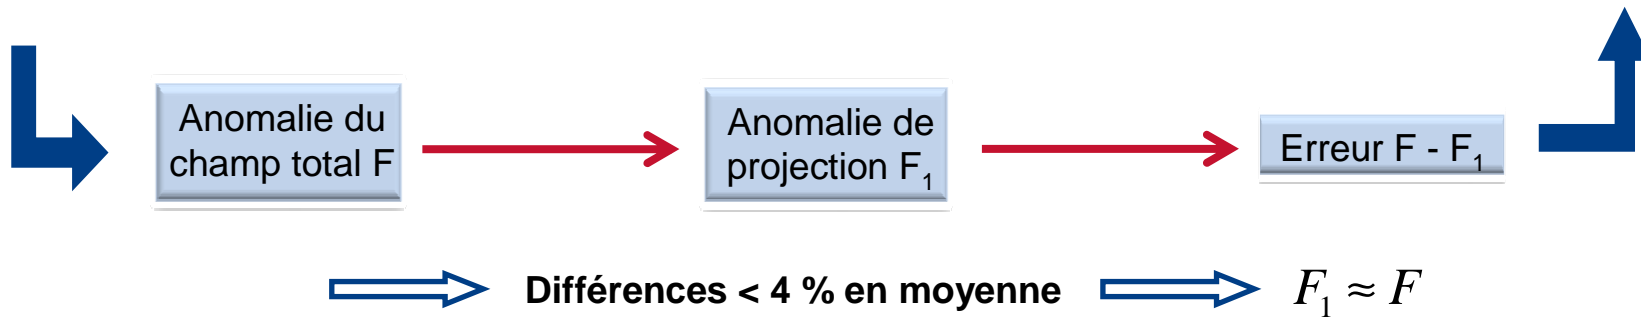 Anomalie du
champ total F
Anomalie de
projection F₁
Erreur F - F₁
Différences < 4 % en moyenne
F₁ ≈ F